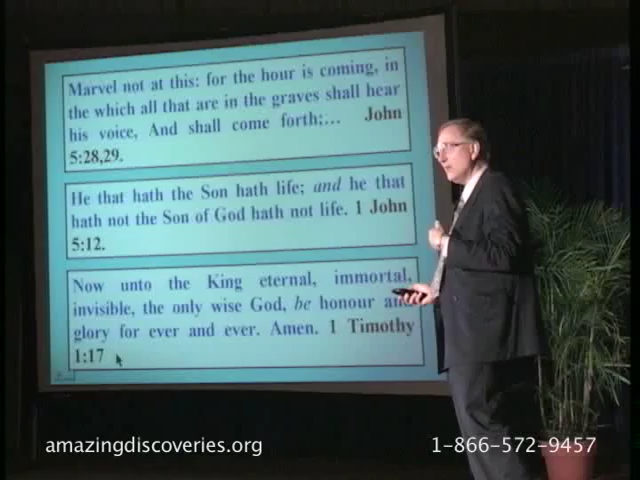 Marvel not at this: for the hour is coming, in
the which all that are in the graves shall hear
his voice, And shall come forth;... John
5:28,29.
He that hath the Son hath life; and he that
hath not the Son of God hath not life. 1 John
5:12.
Now unto the King eternal, immortal,
invisible, the only wise God, be honour and
glory for ever and ever. Amen. 1 Timothy
1:17
amazingdiscoveries.org
1-866-572-9457